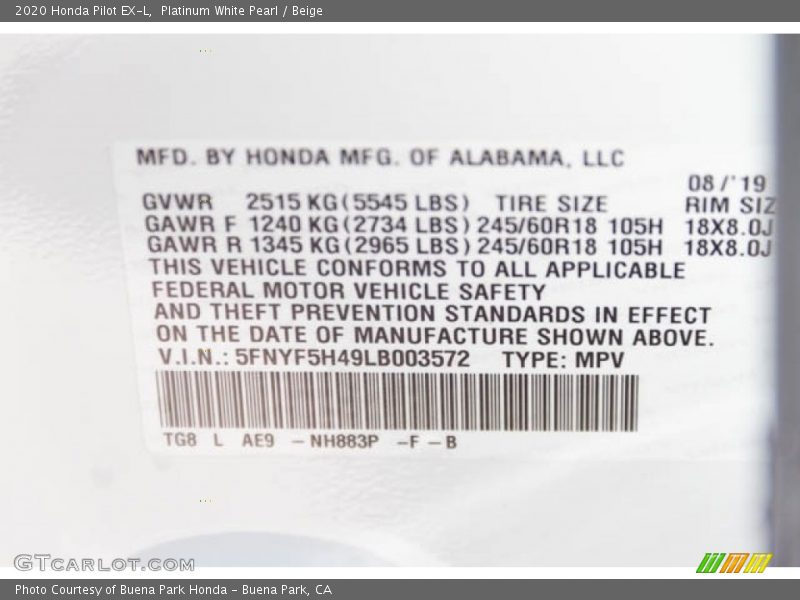 2020 Honda Pilot EX-L, Platinum White Pearl / Beige
MFD. BY HONDA MFG. OF ALABAMA, LLC
08/'19
GVWR 2515 KG(5545 LBS) TIRE SIZE RIM SIZ
GAWR F 1240 KG(2734 LBS) 245/60R18 105H 18X8.0J
GAWR R 1345 KG(2965 LBS) 245/60R18 105H 18X8.0J
THIS VEHICLE CONFORMS TO ALL APPLICABLE
FEDERAL MOTOR VEHICLE SAFETY
AND THEFT PREVENTION STANDARDS IN EFFECT
ON THE DATE OF MANUFACTURE SHOWN ABOVE.
V.I.N.: 5FNYF5H49LB003572 TYPE: MPV
TG8 L AE9 -NH883P -F-B
GTCARLOT.COM
Photo Courtesy of Buena Park Honda - Buena Park, CA